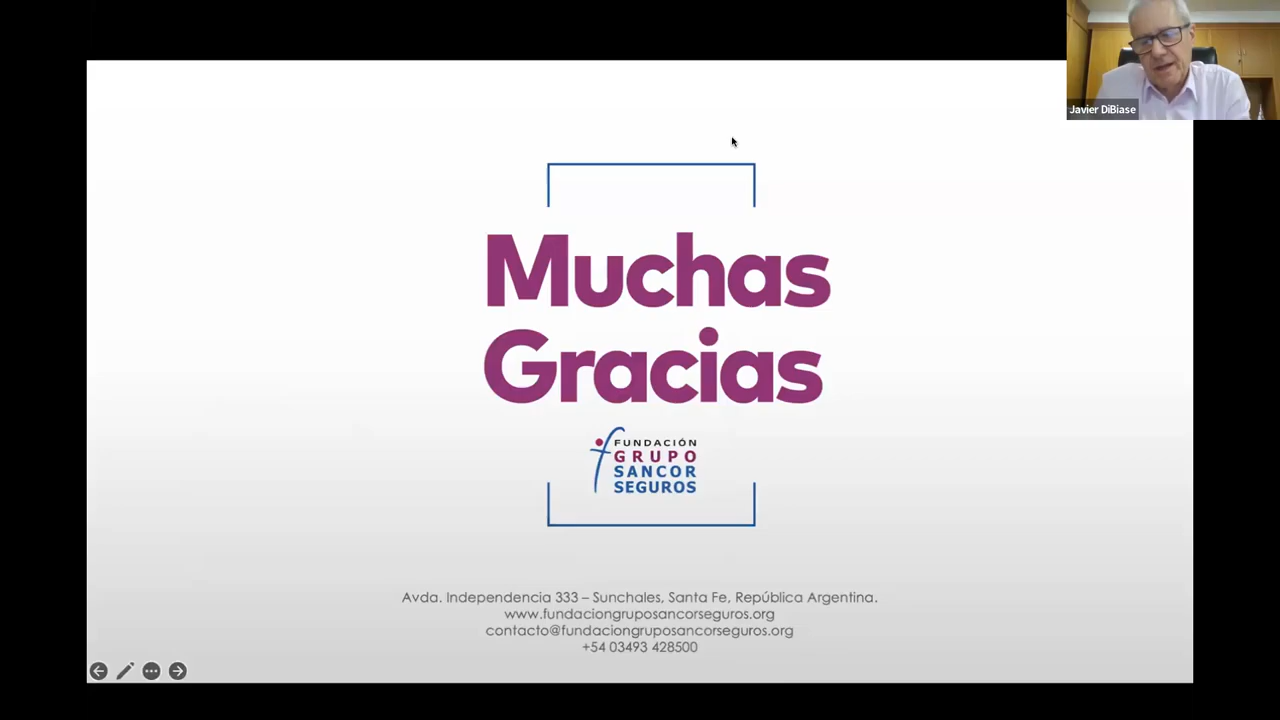 Javier DiBiase
Muchas
Gracias
FUNDACIÓN
GRUPO
SANCOR
SEGUROS
Avda. Independencia 333 – Sunchales, Santa Fe, República Argentina.
www.fundaciongruposancorseguros.org
contacto@fundaciongruposancorseguros.org
+54 03493 428500